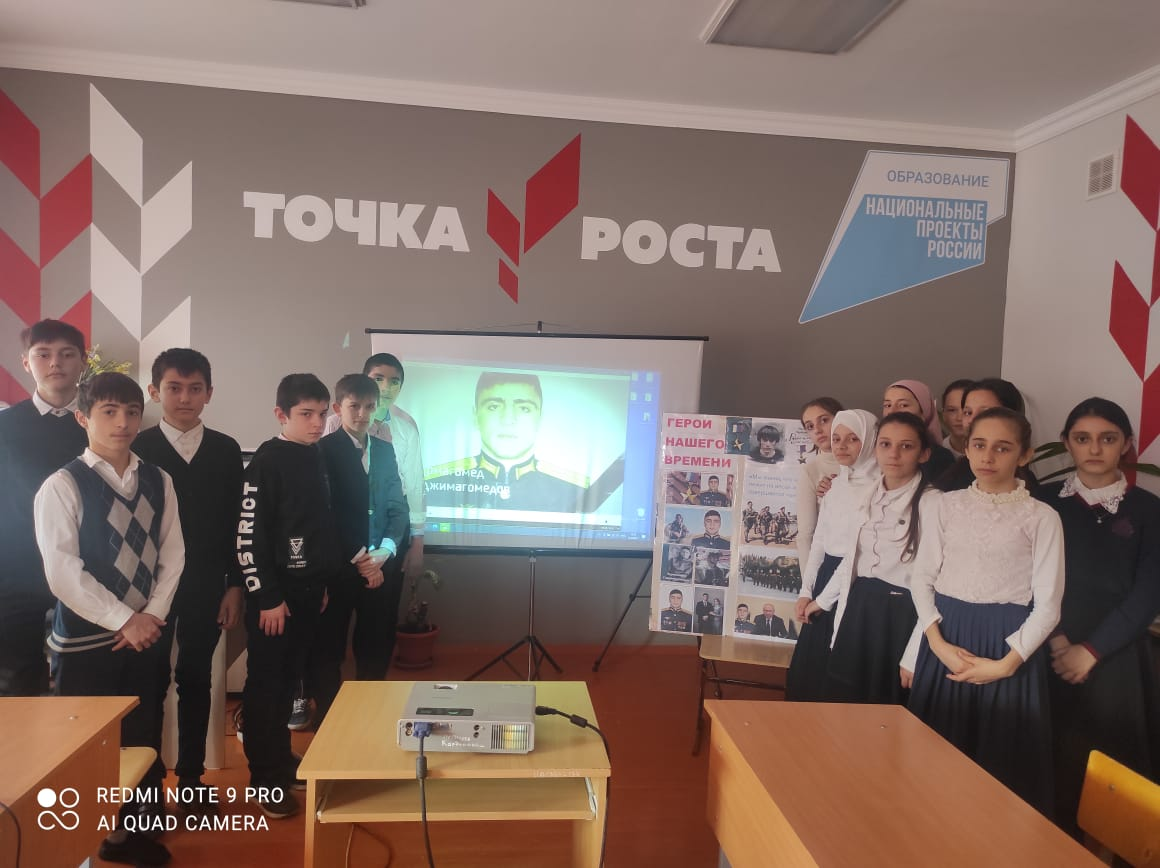 ТОЧКА
РОСТА
ОБРАЗОВАНИЕ
НАЦИОНАЛЬНЫЕ
ПРОЕКТЫ
РОССИИ
ГЕРОИ
НАШЕГО
ВРЕМЕНИ
DISTRICT
REDMI NOTE 9 PRO
AI QUAD CAMERA